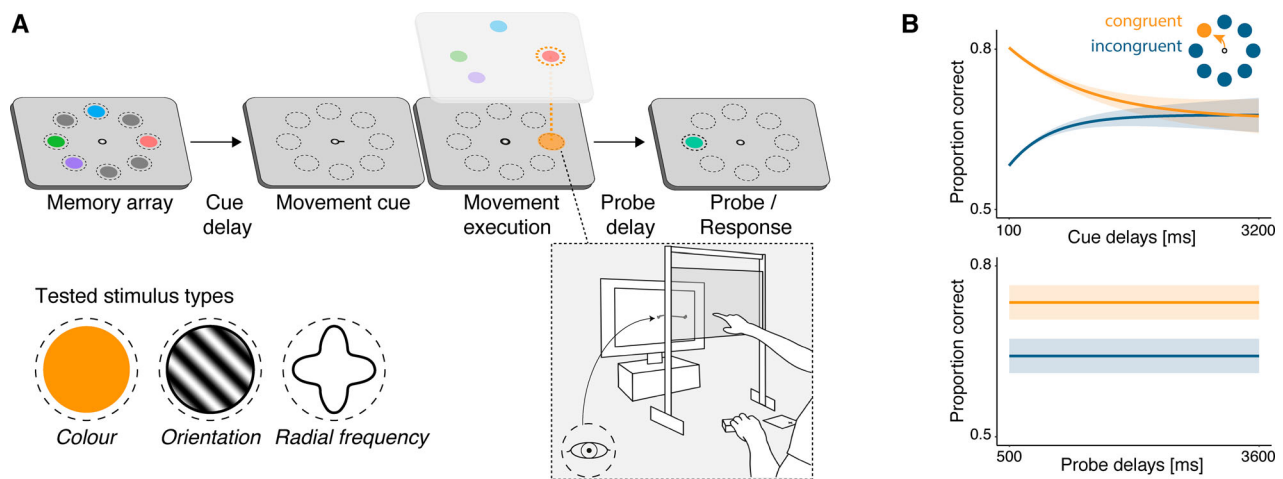 A
Memory array
Cue
delay
Movement cue
Movement
execution
Probe
delay
Probe /
Response
Tested stimulus types
Colour
Orientation
Radial frequency
B
congruent
incongruent
Proportion correct
0.8
0.5
100
Cue delays [ms]
3200
Proportion correct
0.8
0.5
500
Probe delays [ms]
3600